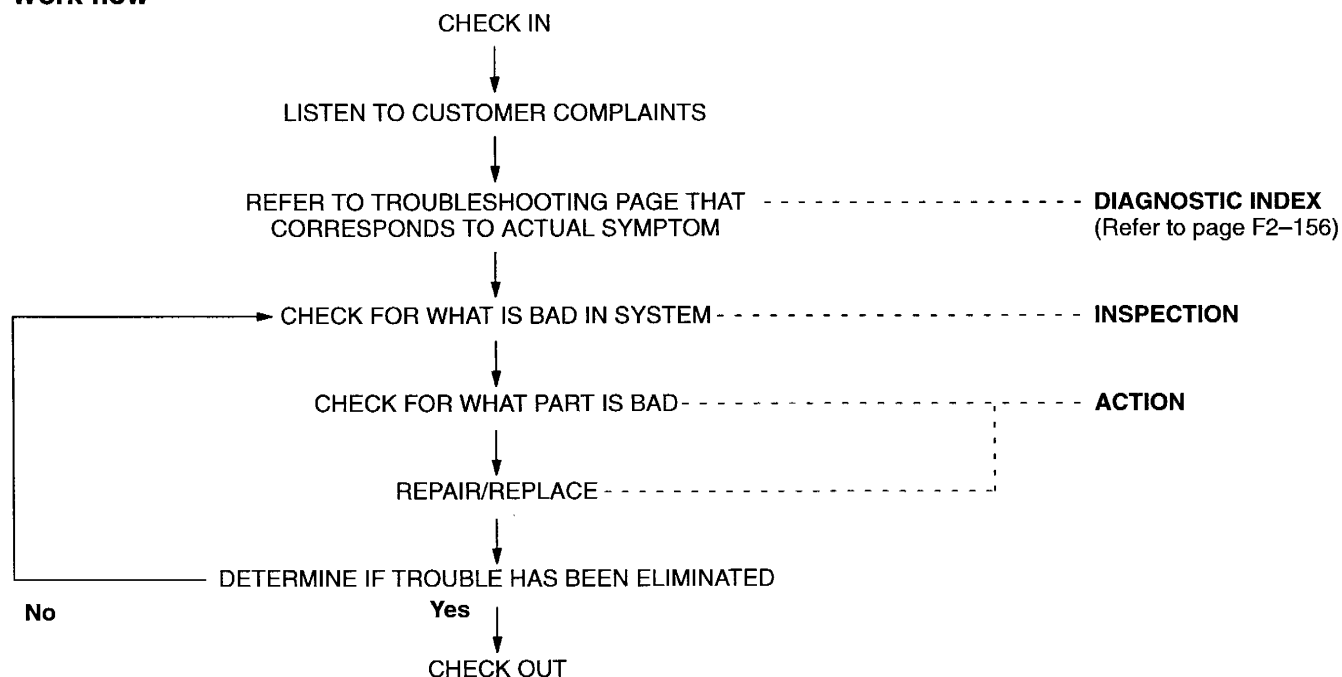 CHECK IN
LISTEN TO CUSTOMER COMPLAINTS
REFER TO TROUBLESHOOTING PAGE THAT
CORRESPONDS TO ACTUAL SYMPTOM
DIAGNOSTIC INDEX
(Refer to page F2–156)
CHECK FOR WHAT IS BAD IN SYSTEM
INSPECTION
CHECK FOR WHAT PART IS BAD
ACTION
REPAIR/REPLACE
DETERMINE IF TROUBLE HAS BEEN ELIMINATED
No
Yes
CHECK OUT